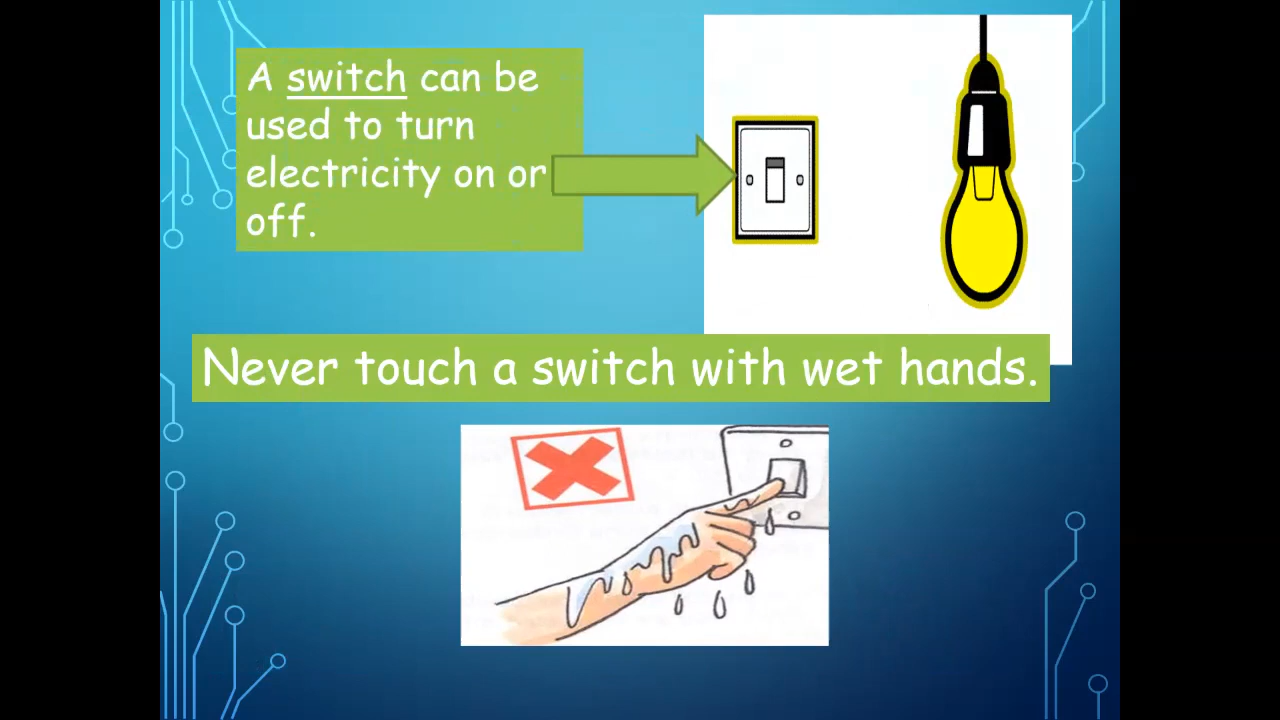 A switch can be
used to turn
electricity on or
off.
Never touch a switch with wet hands.